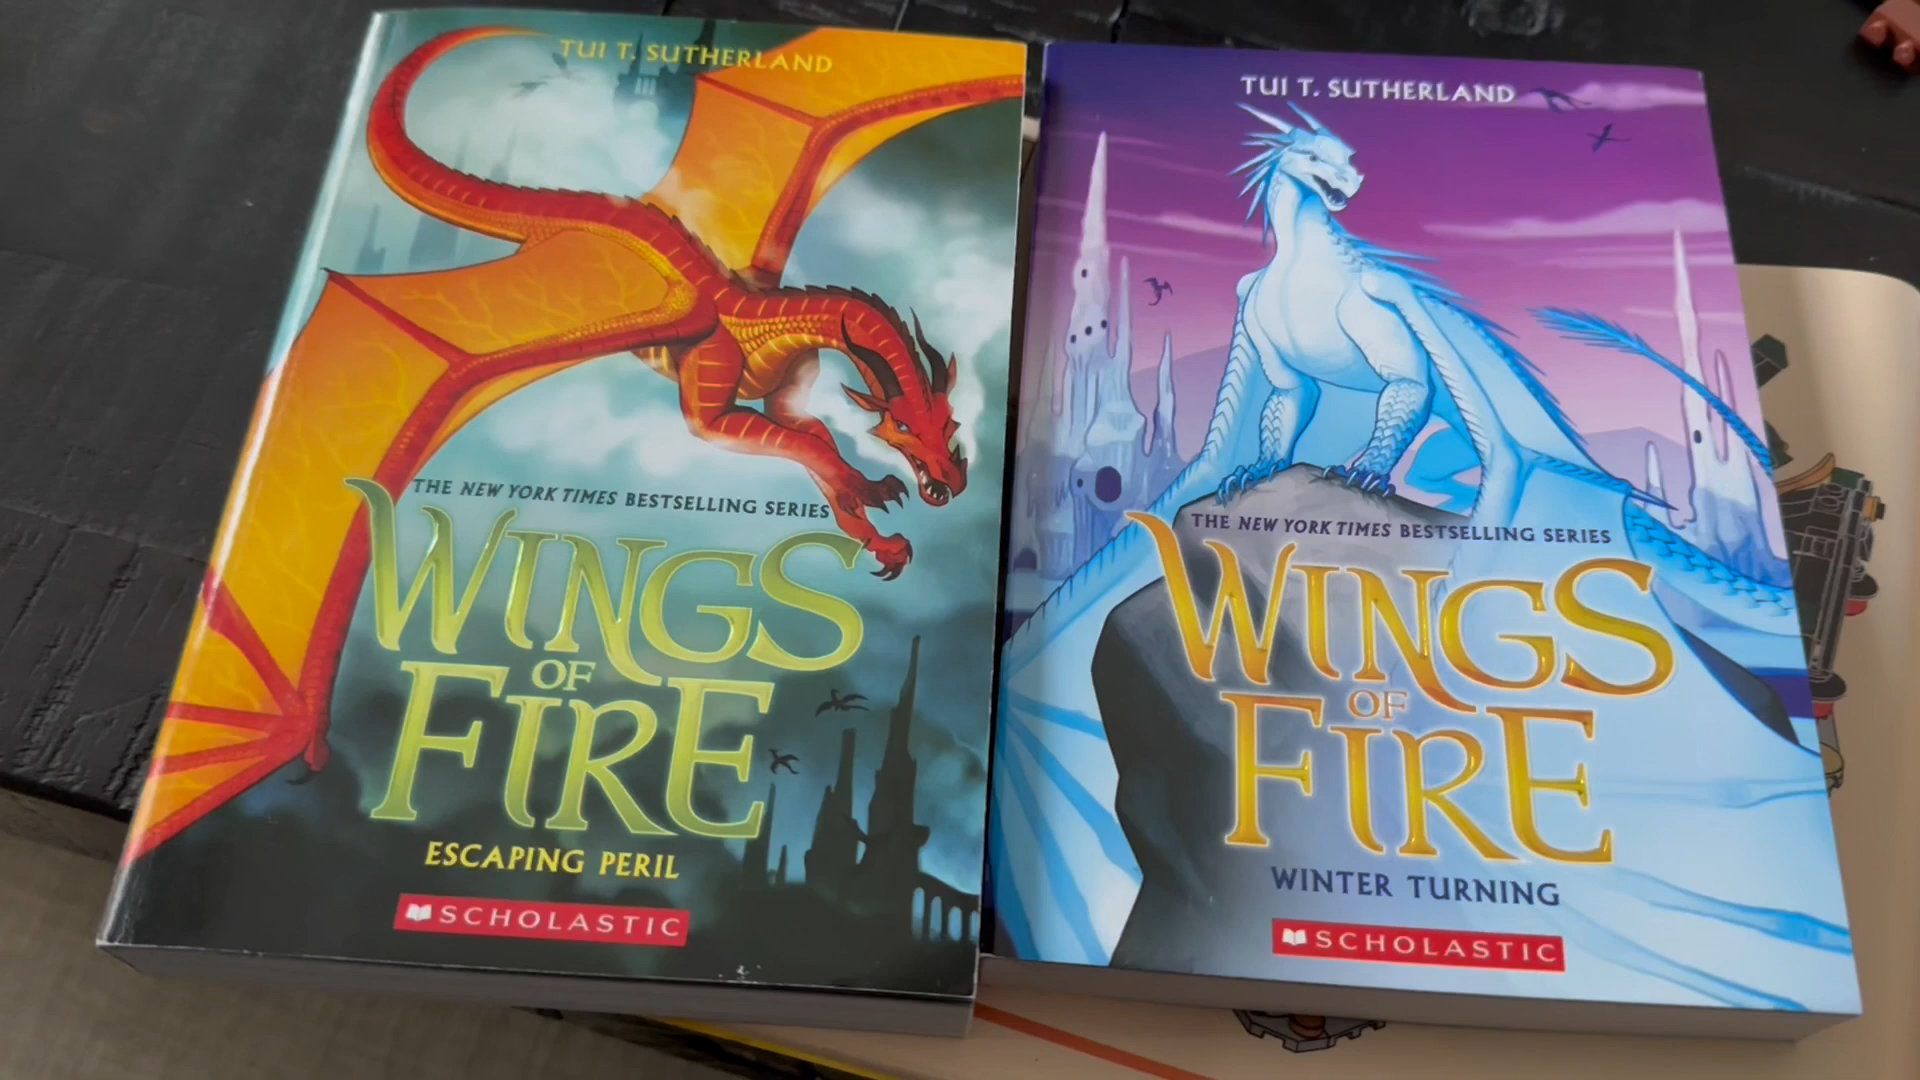 TUI T. SUTHERLAND
THE NEW YORK TIMES BESTSELLING SERIES
WINGS
OF
FIRE
ESCAPING PERIL
SCHOLASTIC
TUI T. SUTHERLAND
THE NEW YORK TIMES BESTSELLING SERIES
WINGS
OF
FIRE
WINTER TURNING
SCHOLASTIC